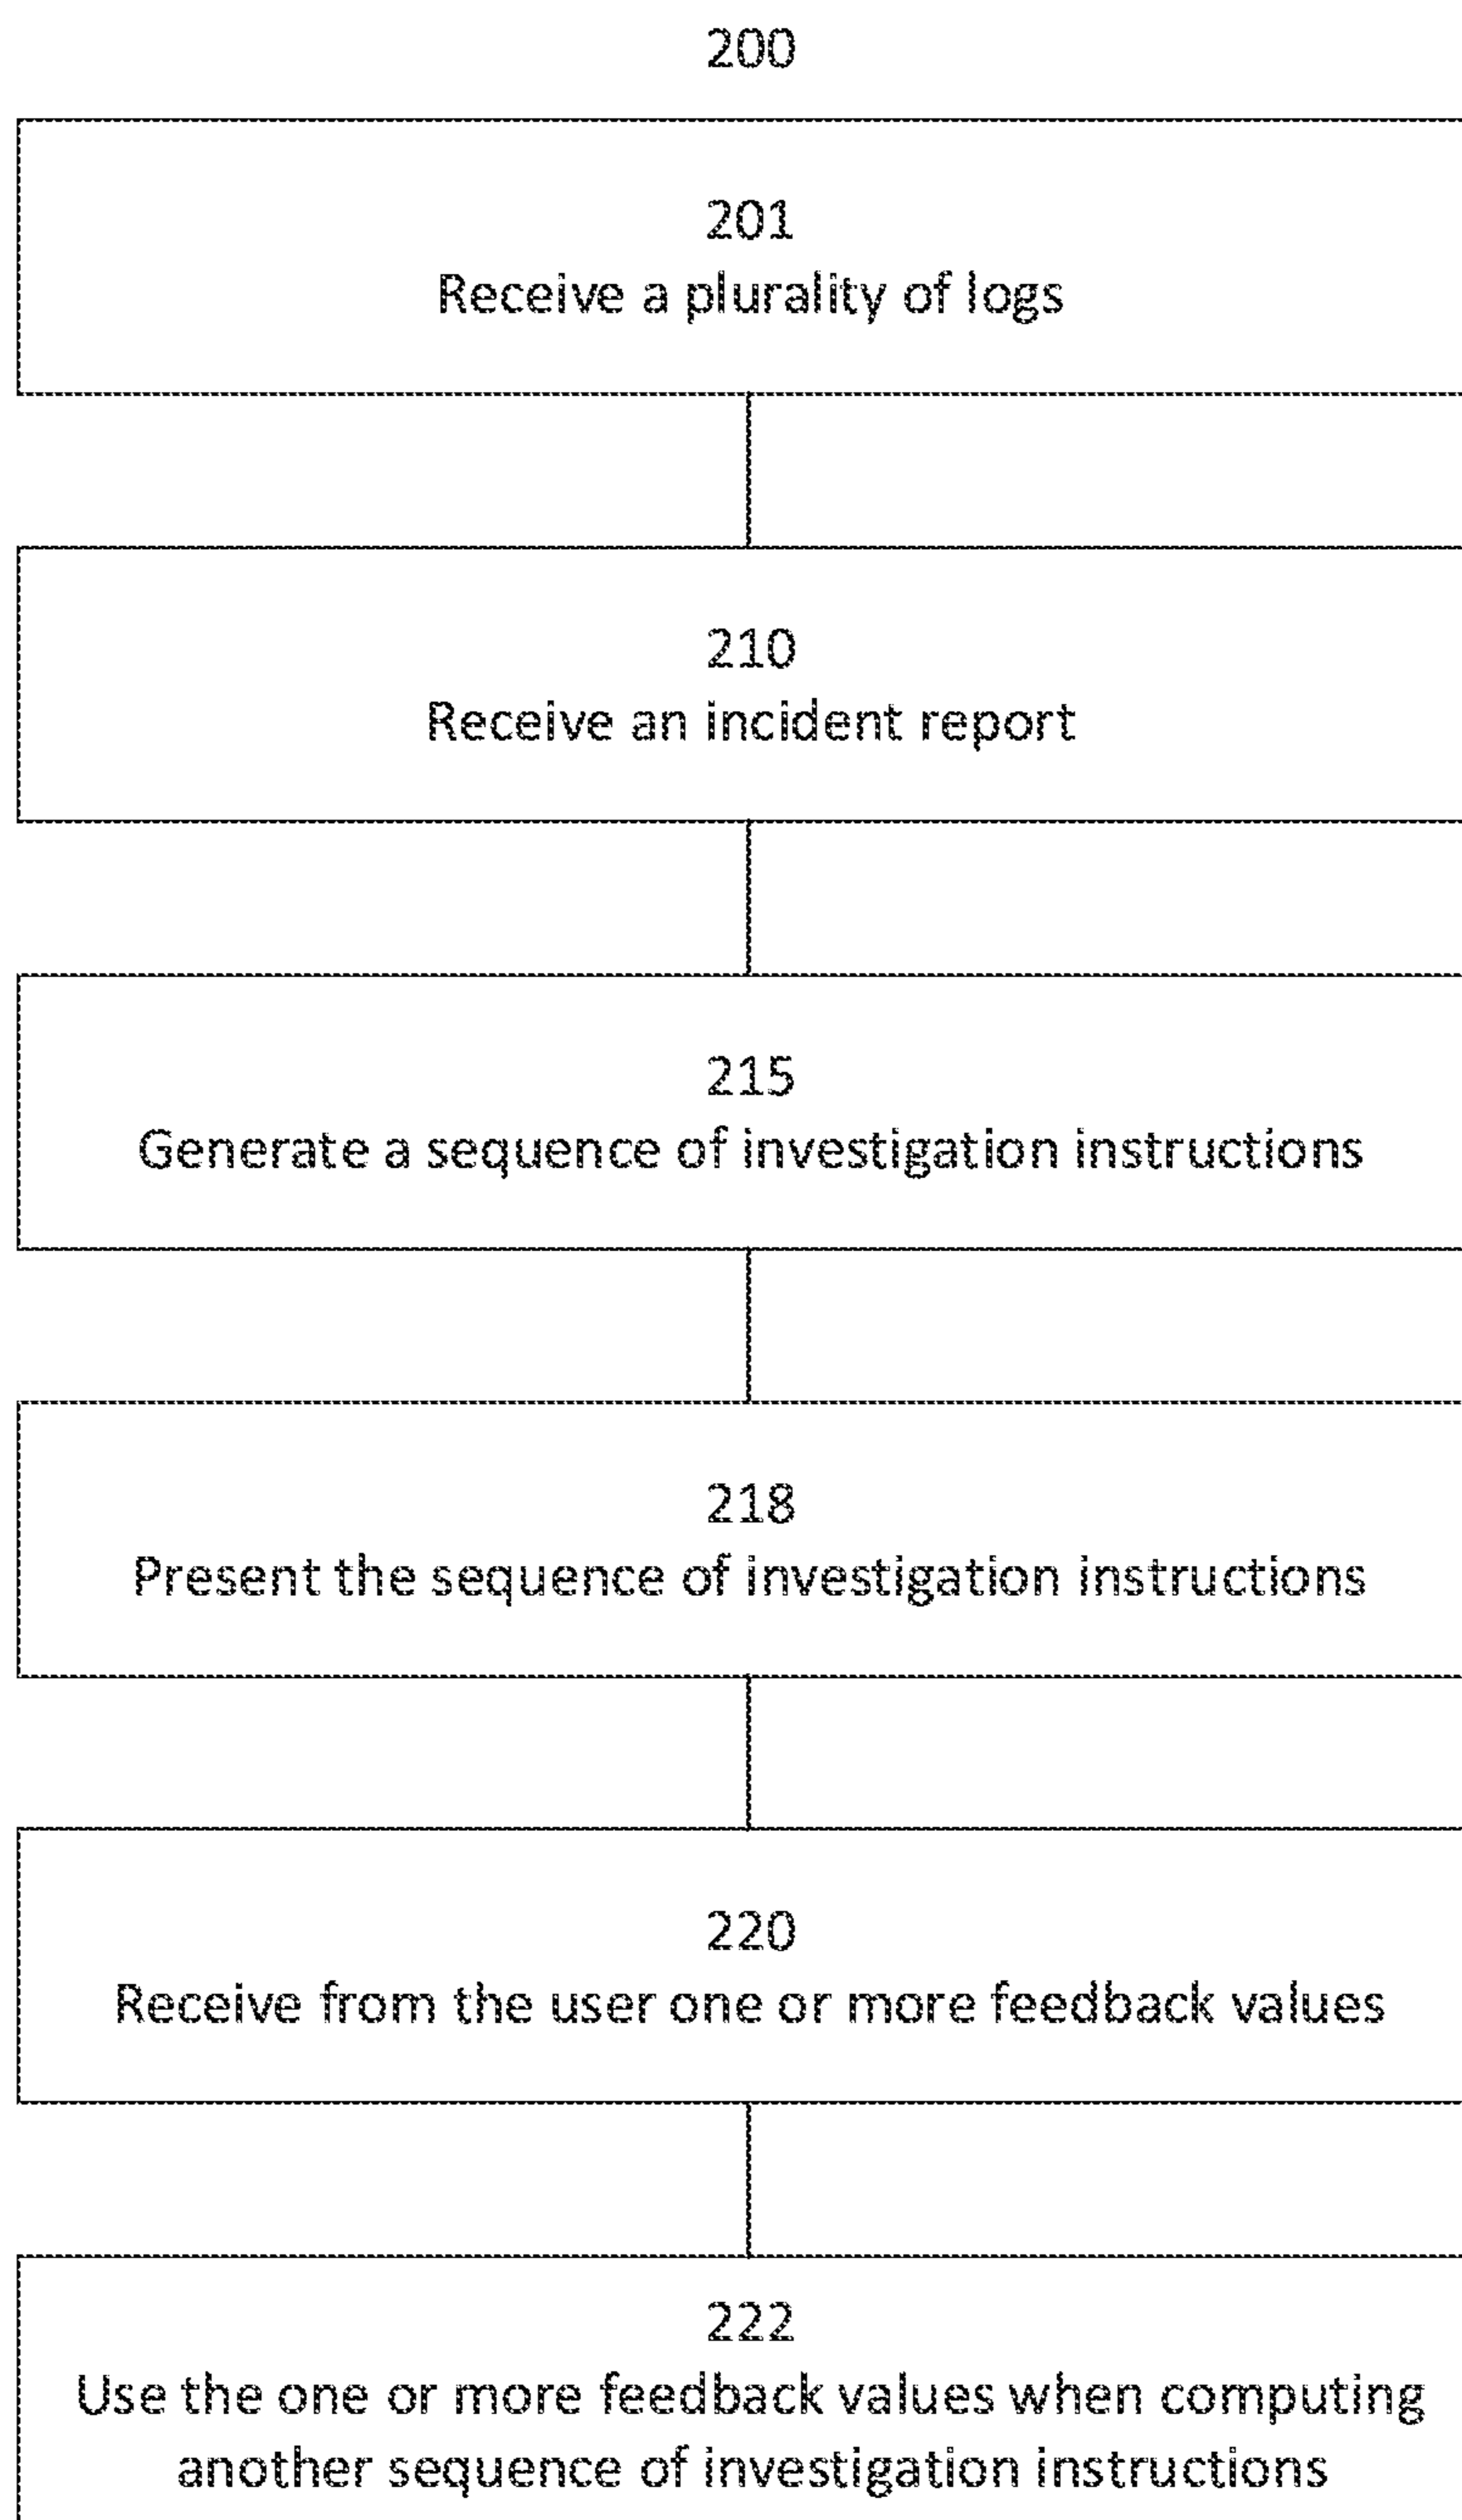 200
201
Receive a plurality of logs
210
Receive an incident report
215
Generate a sequence of investigation instructions
218
Present the sequence of investigation instructions
220
Receive from the user one or more feedback values
222
Use the one or more feedback values when computing
another sequence of investigation instructions